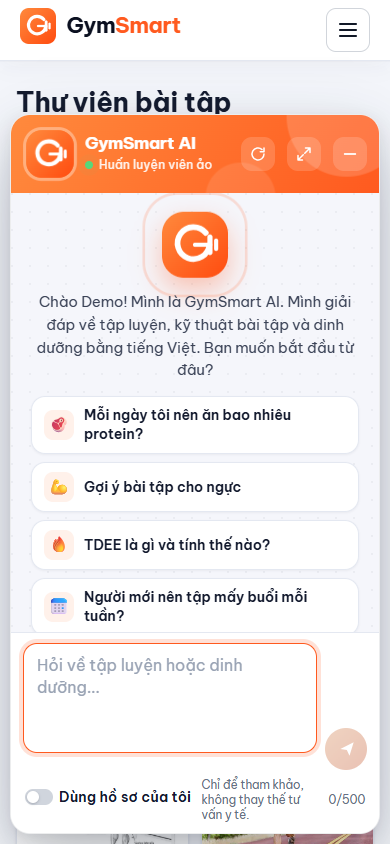 GymSmart
Thư viện bài tập
GymSmart AI
Huấn luyện viên ảo
Chào Demo! Mình là GymSmart AI. Mình giải
đáp về tập luyện, kỹ thuật bài tập và dinh
dưỡng bằng tiếng Việt. Bạn muốn bắt đầu từ
đâu?
Mỗi ngày tôi nên ăn bao nhiêu
protein?
Gợi ý bài tập cho ngực
TDEE là gì và tính thế nào?
Người mới nên tập mấy buổi mỗi
tuần?
Hỏi về tập luyện hoặc dinh
dưỡng...
Dùng hồ sơ của tôi
Chỉ để tham khảo,
không thay thế tư
vấn y tế.
0/500